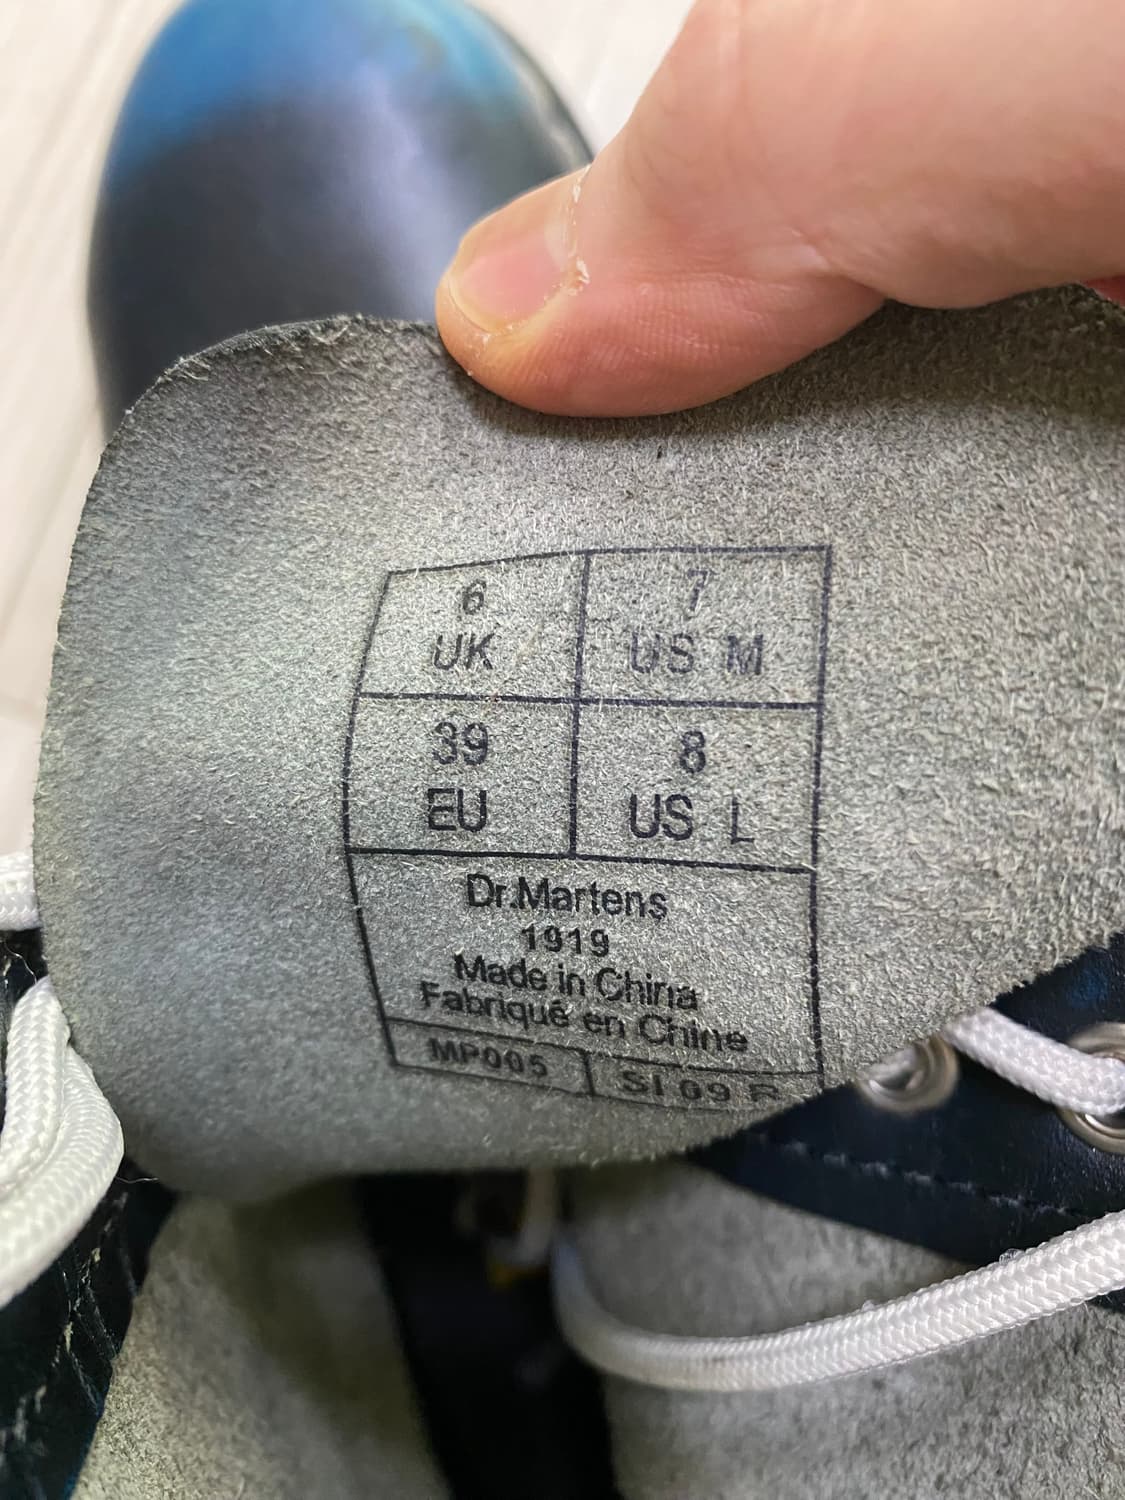 6
UK
7
US M
39
EU
8
US L
Dr.Martens
1919
Made in China
Fabriqué en Chine
MP005
SI 09 R